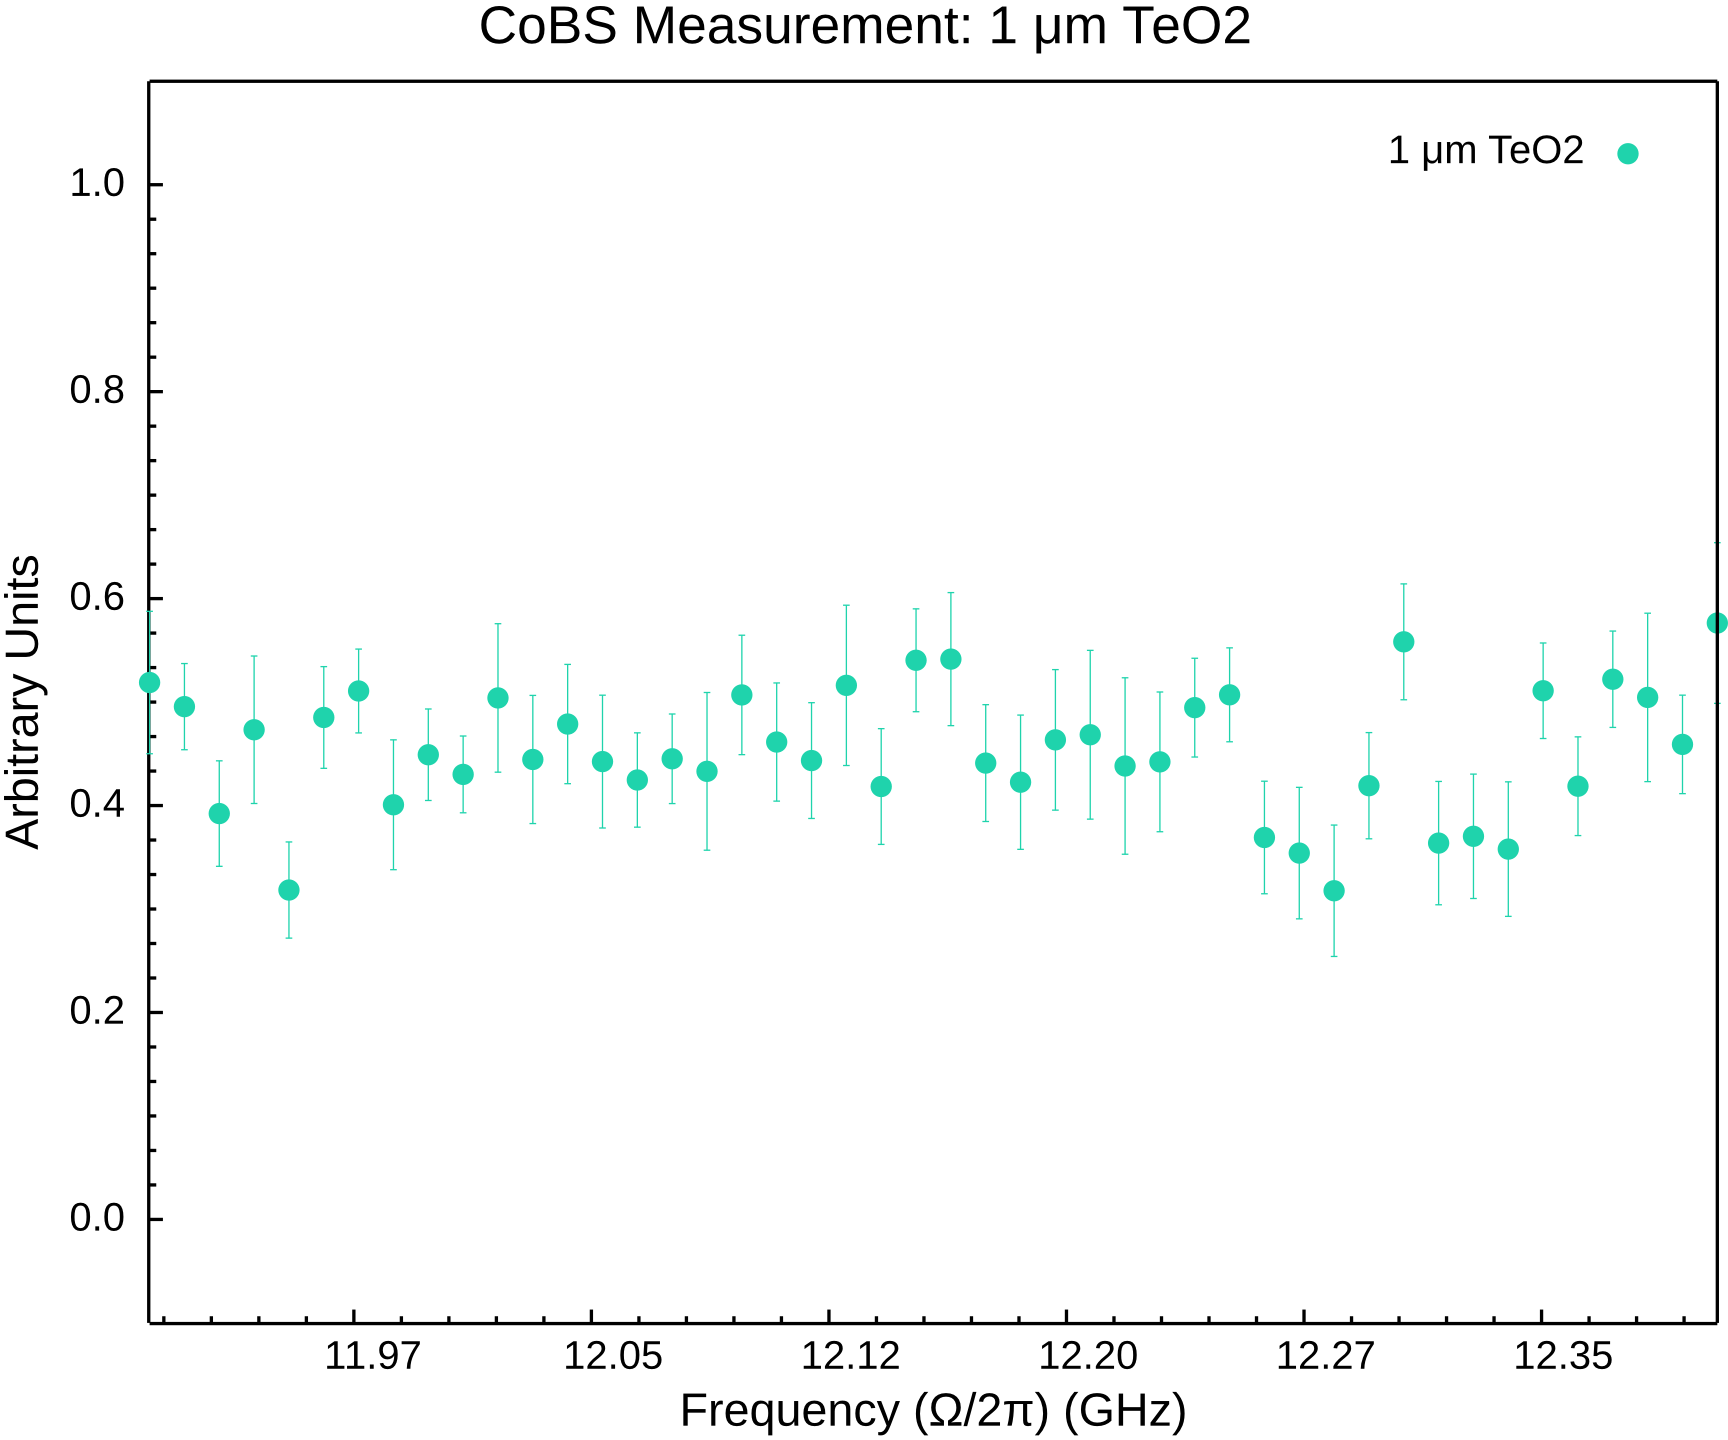 CoBS Measurement: 1 μm TeO2
1 μm TeO2
1.0
0.8
0.6
0.4
0.2
0.0
Arbitrary Units
11.97 12.05 12.12 12.20 12.27 12.35
Frequency (Ω/2π) (GHz)